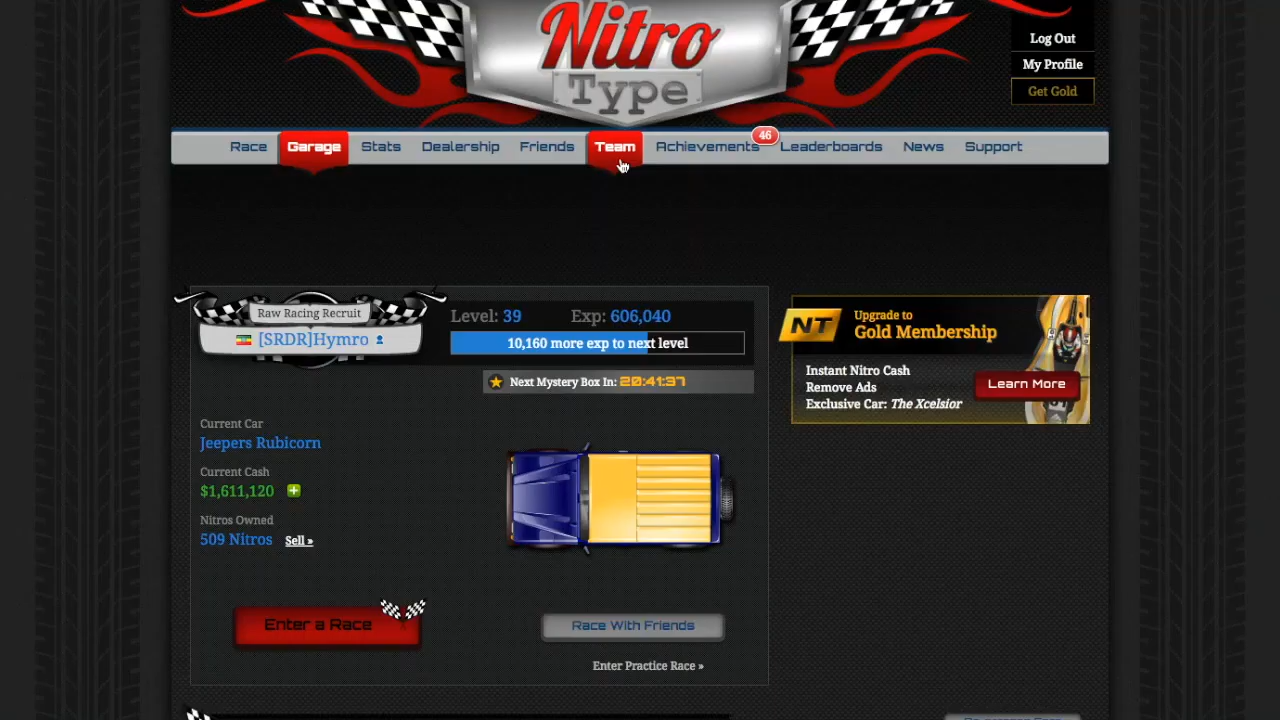 Nitro
Type
Log Out
My Profile
Get Gold
Race
Garage
Stats
Dealership
Friends
Team
Achievements
46
Leaderboards
News
Support
Raw Racing Recruit
[SRDR]Hymro
Level: 39
Exp: 606,040
10,160 more exp to next level
Next Mystery Box In: 20:41:37
Current Car
Jeepers Rubicorn
Current Cash
$1,611,120
Nitros Owned
509 Nitros
Sell »
Enter a Race
Race With Friends
Enter Practice Race »
NT
Upgrade to
Gold Membership
Instant Nitro Cash
Remove Ads
Exclusive Car: The Xcelsior
Learn More